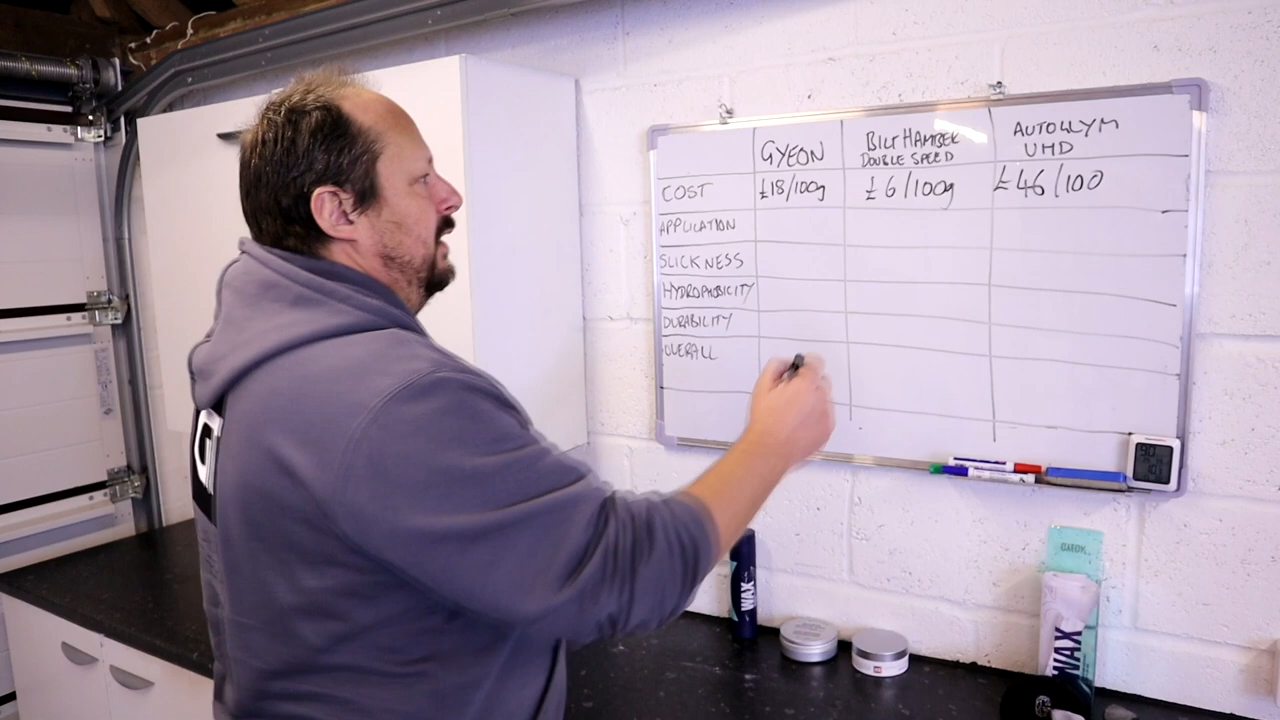 GYEON
BILT HAMBER
DOUBLE SPEED
AUTOGLYM
UHD
COST
£18/100g
£6/100g
£46/100
APPLICATION
SLICKNESS
HYDROPHOBICITY
DURABILITY
OVERALL
WAX
GYEON
WAX